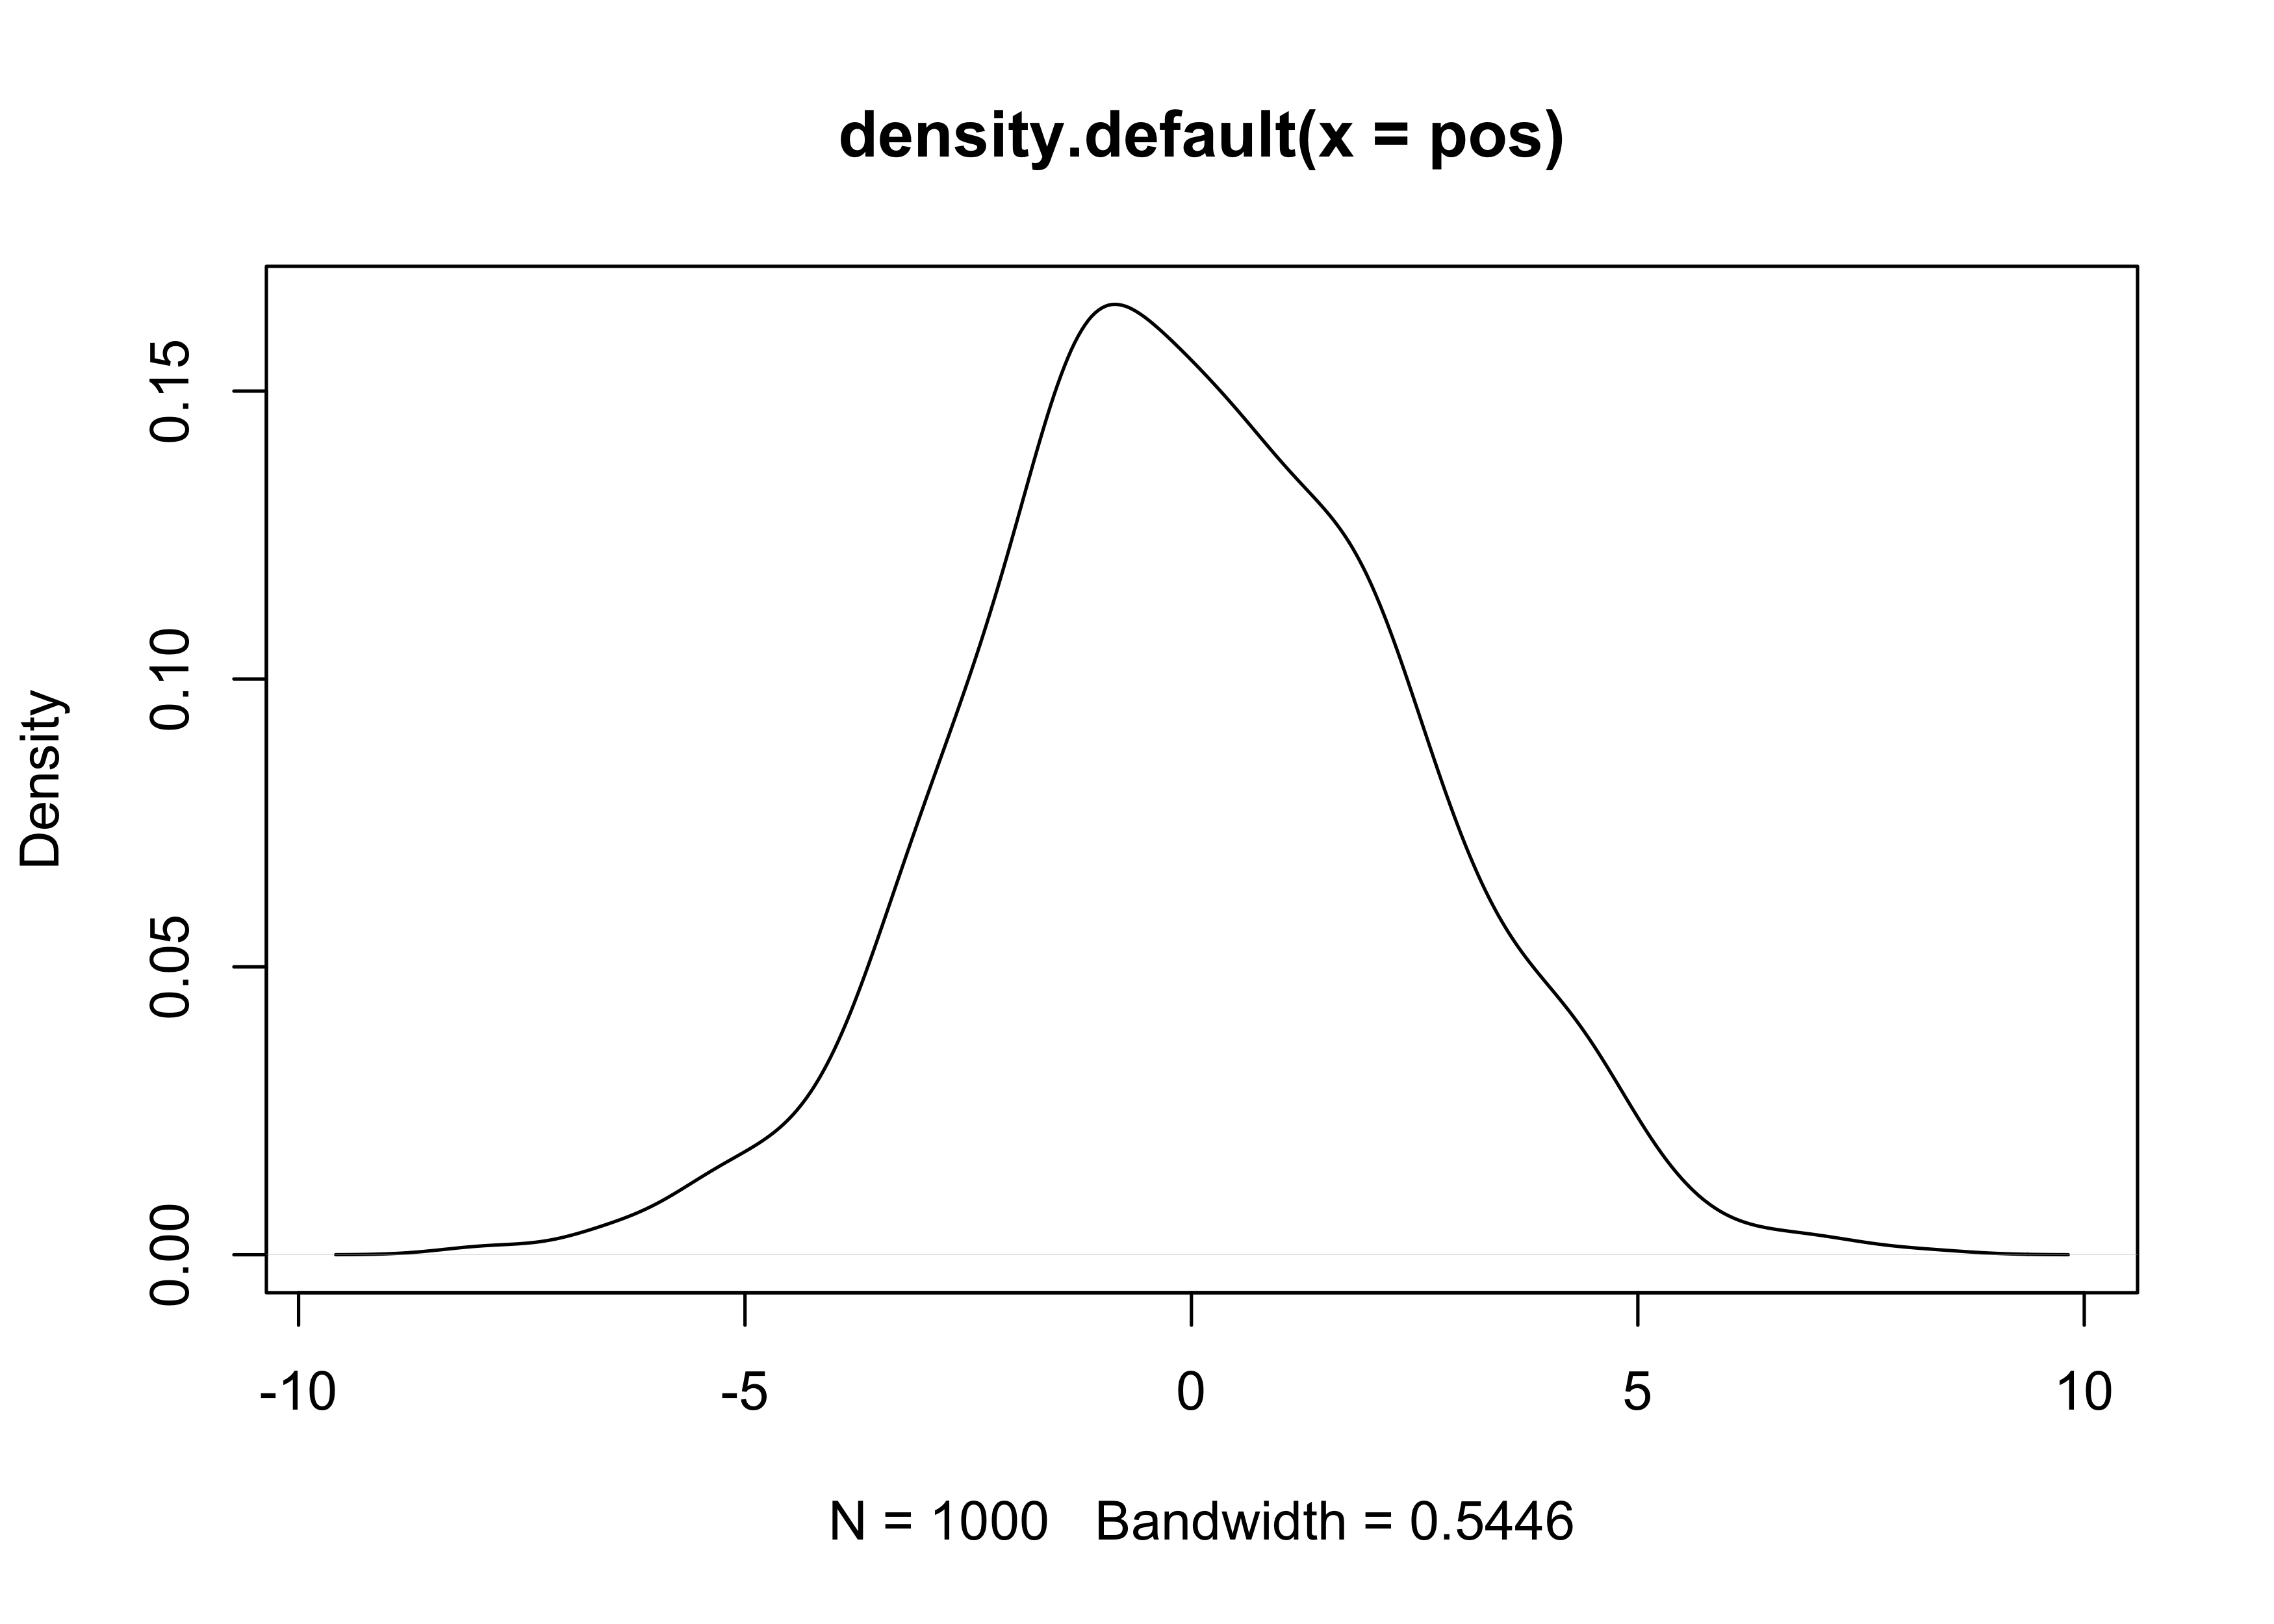 density.default(x = pos)
Density
0.15
0.10
0.05
0.00
-10 -5 0 5 10
N = 1000 Bandwidth = 0.5446